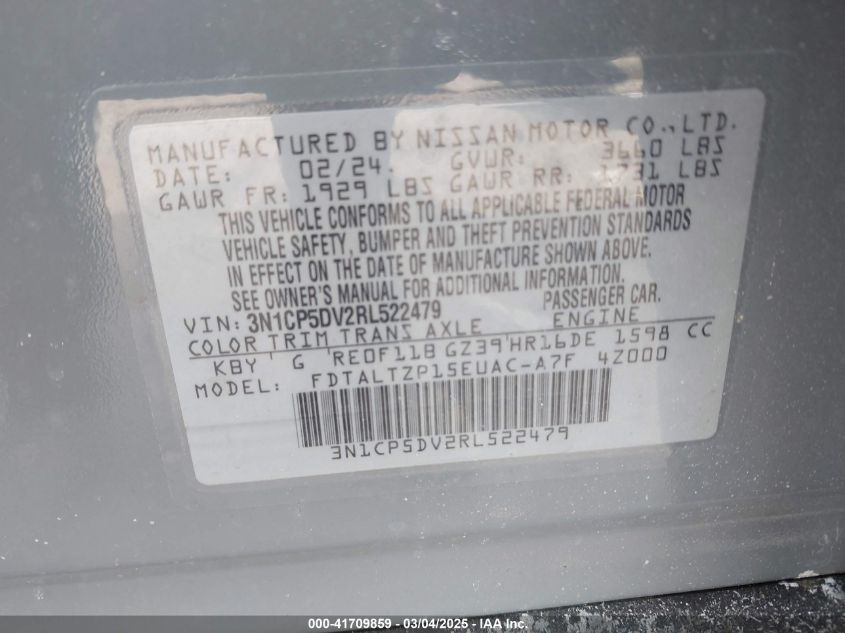 MANUFACTURED BY NISSAN MOTOR CO.,LTD.
DATE: 02/24. GVWR: 3660 LBS
GAWR FR: 1929 LBS GAWR RR: 1731 LBS
THIS VEHICLE CONFORMS TO ALL APPLICABLE FEDERAL MOTOR
VEHICLE SAFETY, BUMPER AND THEFT PREVENTION STANDARDS
IN EFFECT ON THE DATE OF MANUFACTURE SHOWN ABOVE.
SEE OWNER'S MANUAL FOR ADDITIONAL INFORMATION.
VIN: 3N1CP5DV2RL522479 PASSENGER CAR.
COLOR TRIM TRANS AXLE ENGINE
KBY ' G 'RE0F11B GZ39'HR16DE 1598 CC
MODEL: FDTALTZP15EUAC-A7F 4Z000
3N1CP5DV2RL522479
000-41709859 — 03/04/2025 — IAA, Inc.